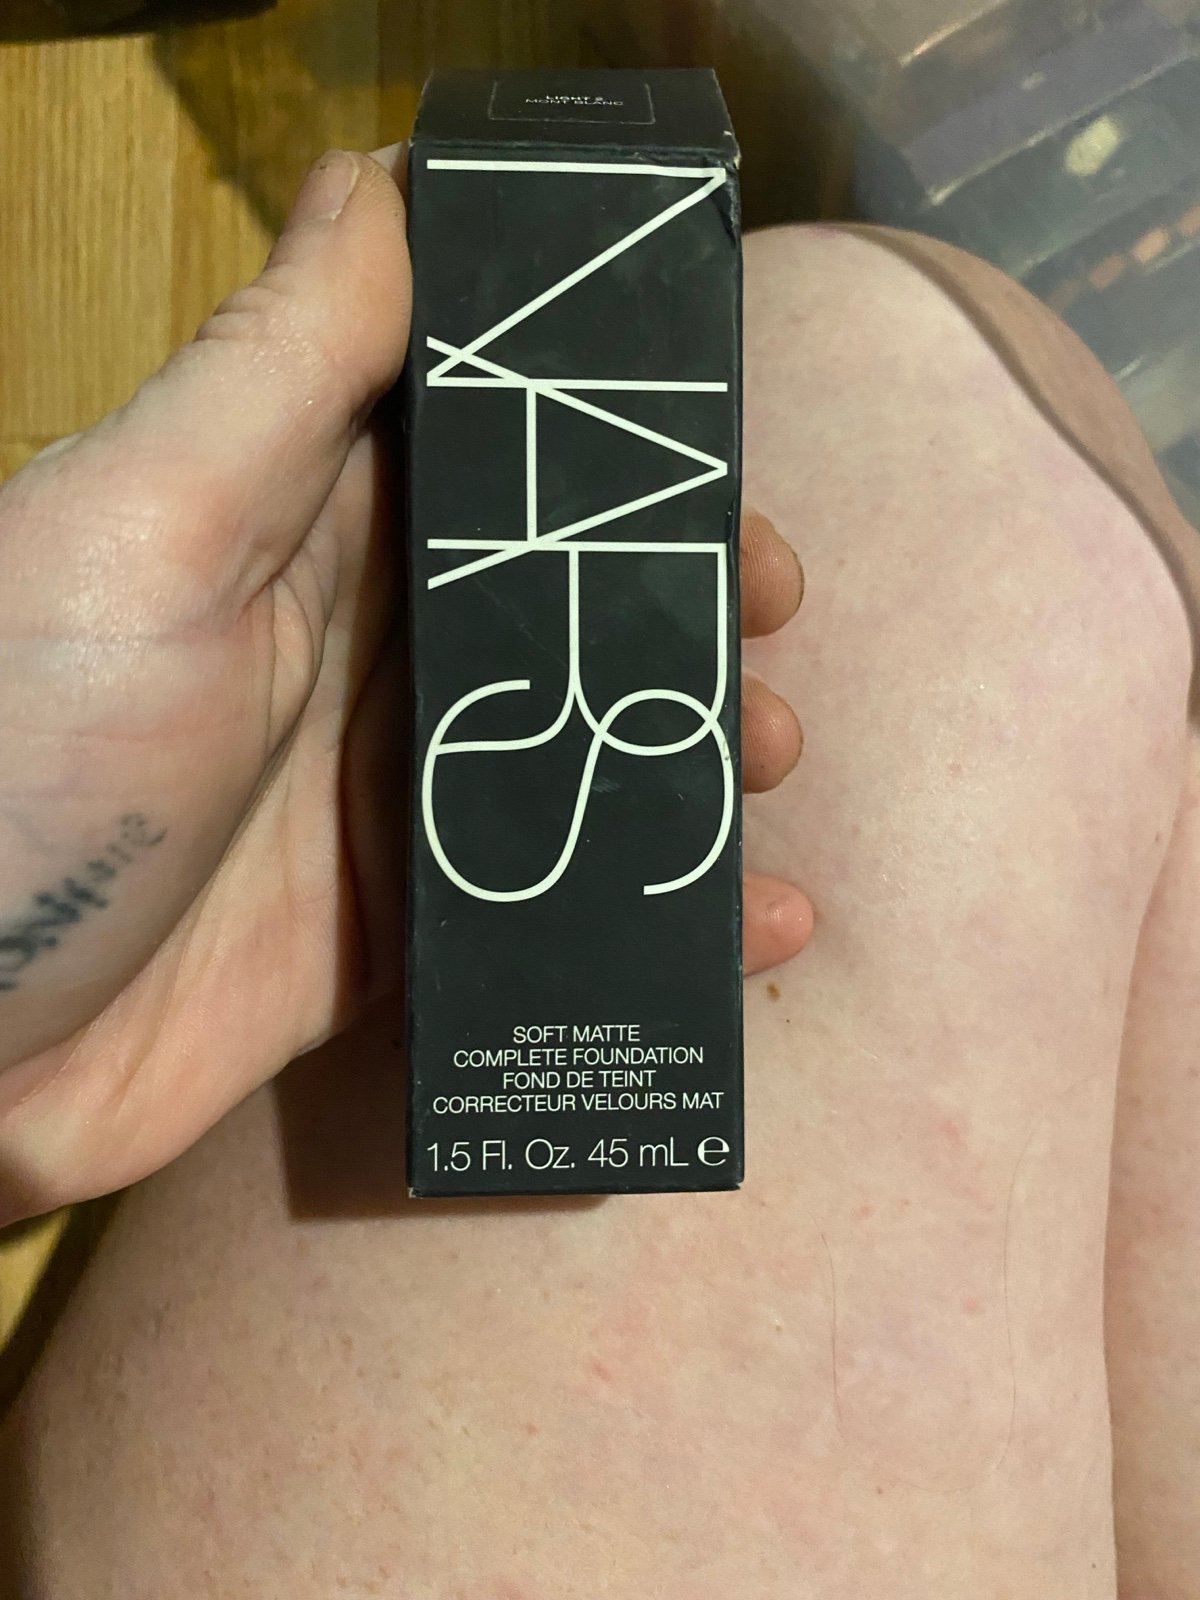 LIGHT 2
MONT BLANC
NARS
SOFT MATTE
COMPLETE FOUNDATION
FOND DE TEINT
CORRECTEUR VELOURS MAT
1.5 Fl. Oz. 45 mL e